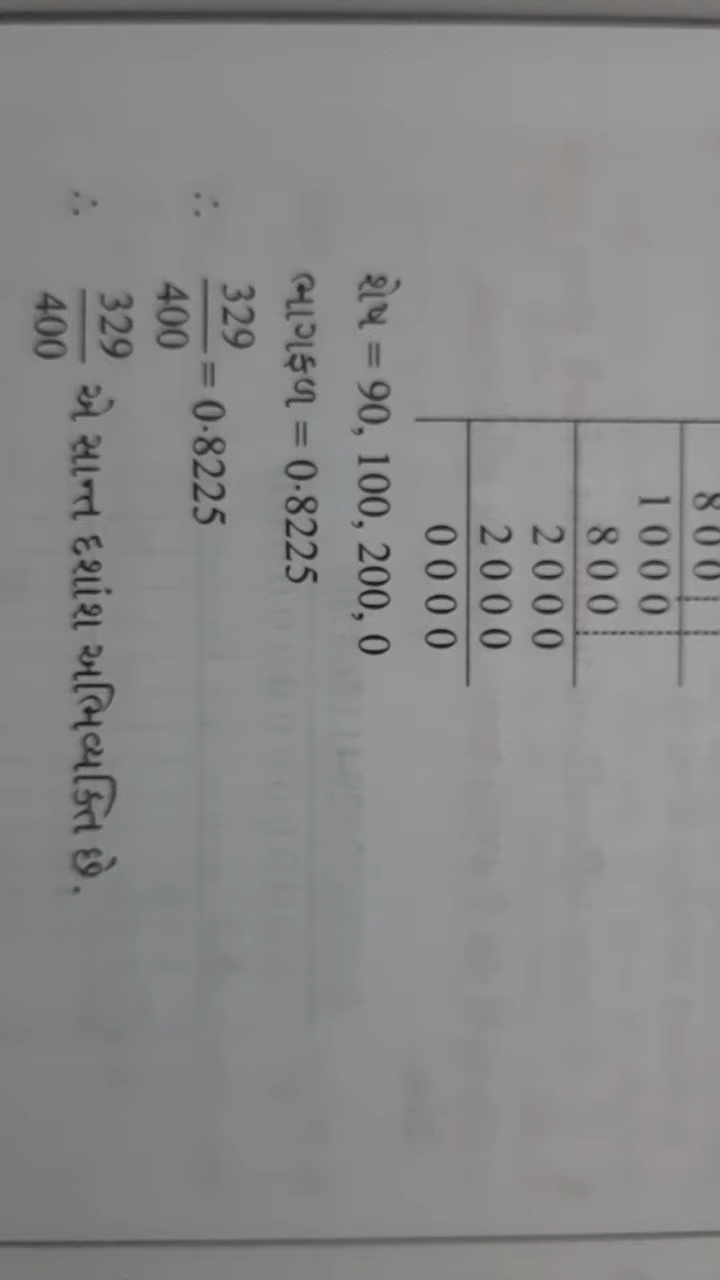 800
1000
800
2000
2000
0000
શેષ = 90, 100, 200, 0
ભાગફળ = 0·8225
∴ 329/400 = 0·8225
∴ 329/400 એ સાન્ત દશાંશ અભિવ્યક્તિ છે.